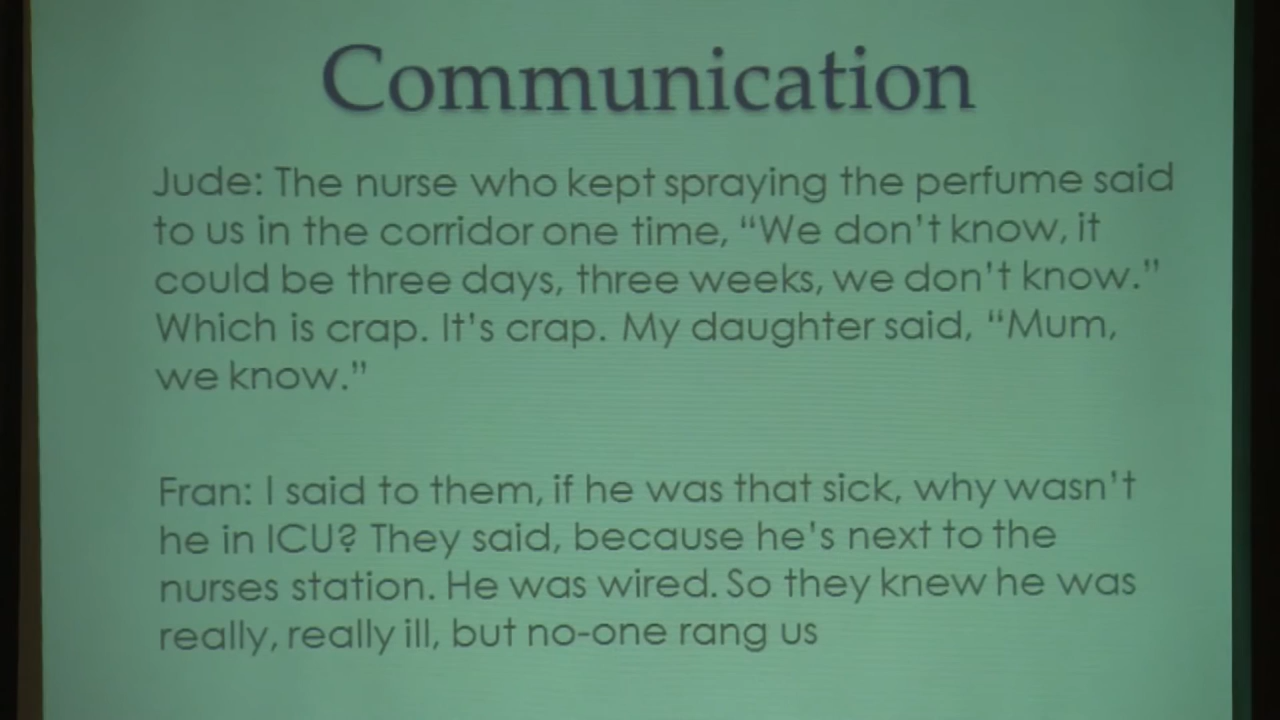 Communication
Jude: The nurse who kept spraying the perfume said
to us in the corridor one time, “We don’t know, it
could be three days, three weeks, we don’t know.”
Which is crap. It’s crap. My daughter said, “Mum,
we know.”
Fran: I said to them, if he was that sick, why wasn’t
he in ICU? They said, because he’s next to the
nurses station. He was wired. So they knew he was
really, really ill, but no-one rang us